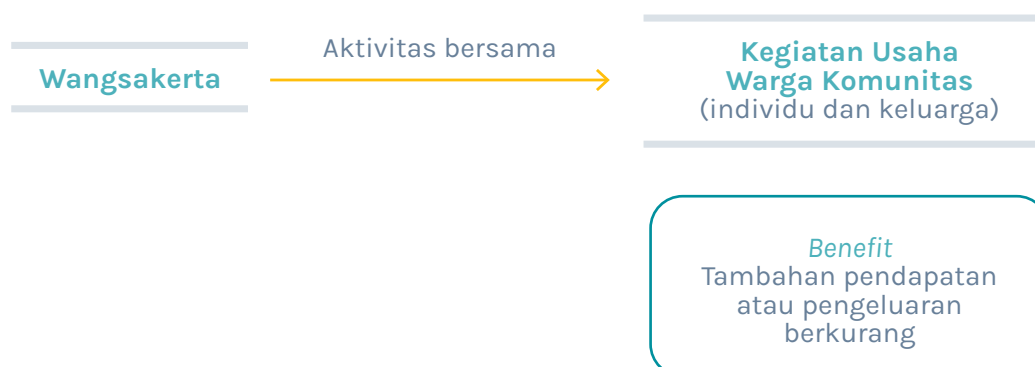 Wangsakerta
Aktivitas bersama
Kegiatan Usaha
Warga Komunitas
(individu dan keluarga)
Benefit
Tambahan pendapatan
atau pengeluaran
berkurang